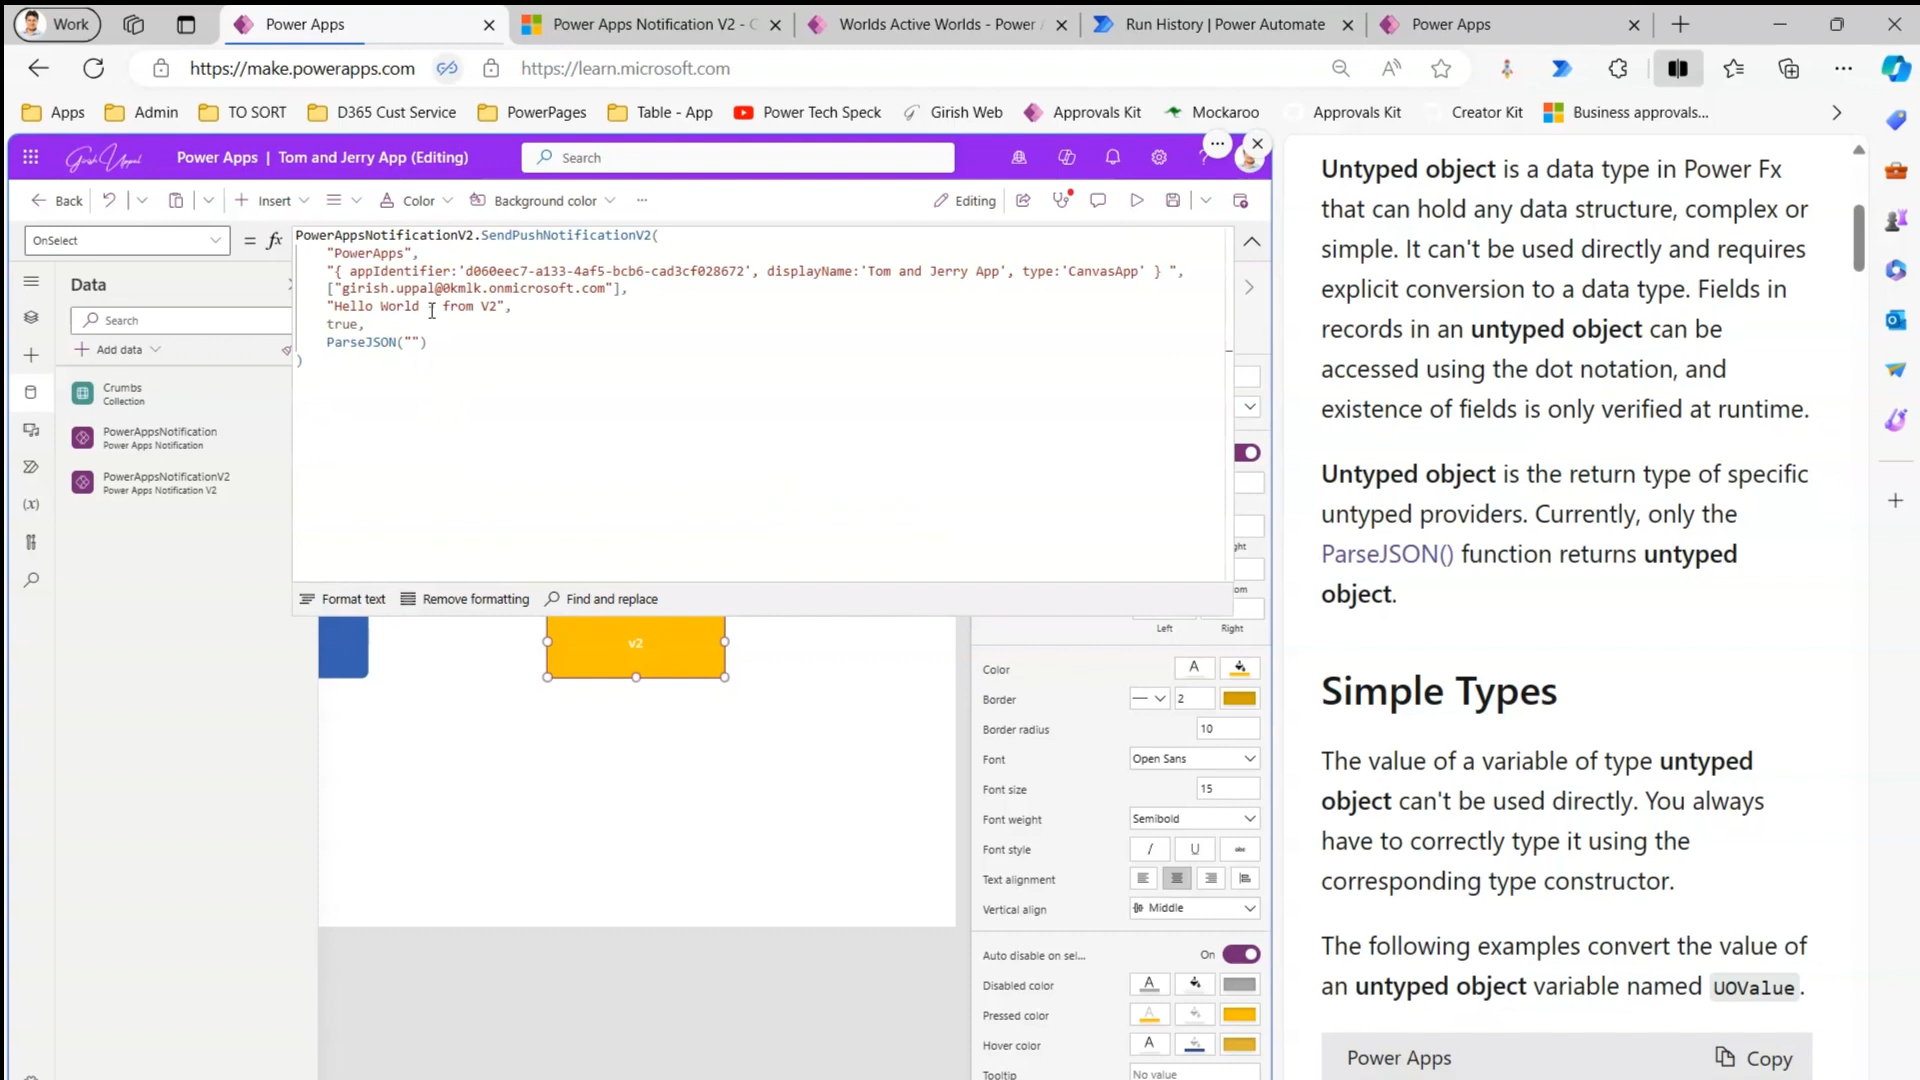 Work
Power Apps
Power Apps Notification V2 - C
Worlds Active Worlds - Power A
Run History | Power Automate
Power Apps
https://make.powerapps.com
https://learn.microsoft.com
Apps
Admin
TO SORT
D365 Cust Service
PowerPages
Table - App
Power Tech Speck
Girish Web
Approvals Kit
Mockaroo
Approvals Kit
Creator Kit
Business approvals...
Girish Uppal
Power Apps | Tom and Jerry App (Editing)
Search
Back
Insert
Color
Background color
Editing
OnSelect
= fx
PowerAppsNotificationV2.SendPushNotificationV2(
"PowerApps",
"{ appIdentifier:'d060eec7-a133-4af5-bcb6-cad3cf028672', displayName:'Tom and Jerry App', type:'CanvasApp' } ",
["girish.uppal@0kmlk.onmicrosoft.com"],
"Hello World  from V2",
true,
ParseJSON("")
)
Data
Search
Add data
Crumbs
Collection
PowerAppsNotification
Power Apps Notification
PowerAppsNotificationV2
Power Apps Notification V2
Format text
Remove formatting
Find and replace
v2
ght
om
Left
Right
Color
Border
2
Border radius
10
Font
Open Sans
Font size
15
Font weight
Semibold
Font style
/ U abc
Text alignment
Vertical align
Middle
Auto disable on sel...
On
Disabled color
Pressed color
Hover color
Tooltip
No value
Untyped object is a data type in Power Fx
that can hold any data structure, complex or
simple. It can't be used directly and requires
explicit conversion to a data type. Fields in
records in an untyped object can be
accessed using the dot notation, and
existence of fields is only verified at runtime.
Untyped object is the return type of specific
untyped providers. Currently, only the
ParseJSON() function returns untyped
object.
Simple Types
The value of a variable of type untyped
object can't be used directly. You always
have to correctly type it using the
corresponding type constructor.
The following examples convert the value of
an untyped object variable named UOValue.
Power Apps
Copy